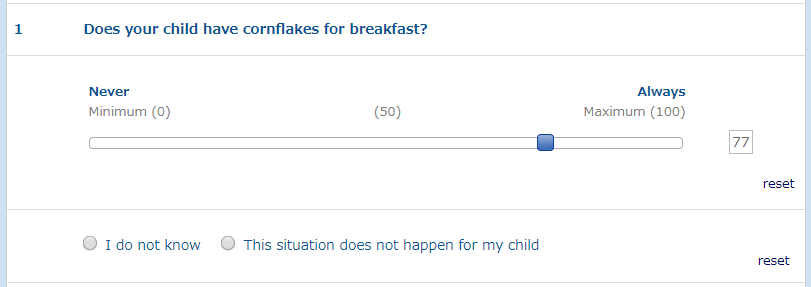 1 Does your child have cornflakes for breakfast?
Never Always
Minimum (0) (50) Maximum (100)
77
reset
I do not know This situation does not happen for my child
reset